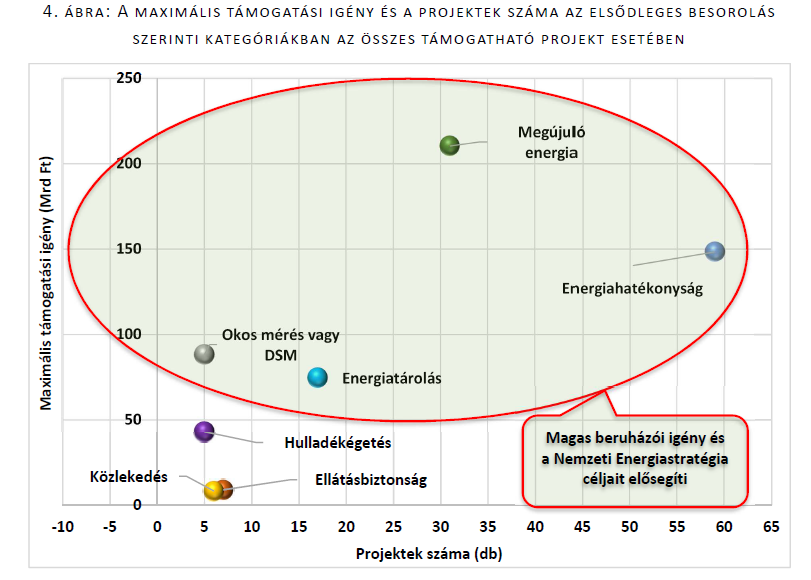 4. ÁBRA: A MAXIMÁLIS TÁMOGATÁSI IGÉNY ÉS A PROJEKTEK SZÁMA AZ ELSŐDLEGES BESOROLÁS
SZERINTI KATEGÓRIÁKBAN AZ ÖSSZES TÁMOGATHATÓ PROJEKT ESETÉBEN
Maximális támogatási igény (Mrd Ft)
250
200
150
100
50
0
Megújuló
energia
Energiahatékonyság
Okos mérés vagy
DSM
Energiatárolás
Hulladékégetés
Közlekedés
Ellátásbiztonság
Magas beruházói igény és
a Nemzeti Energiastratégia
céljait elősegíti
-10 -5 0 5 10 15 20 25 30 35 40 45 50 55 60 65
Projektek száma (db)